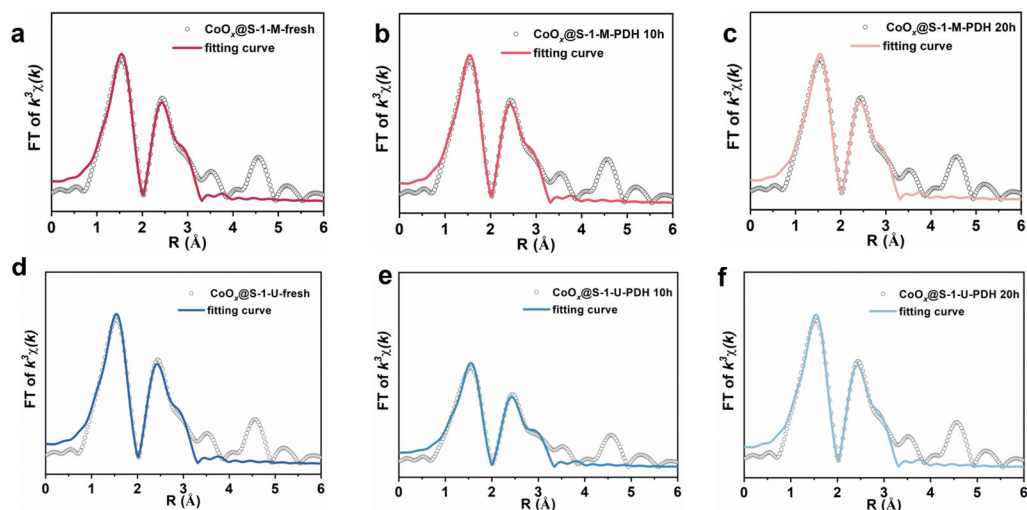 a
CoOₓ@S-1-M-fresh
fitting curve
FT of k³χ(k)
0 1 2 3 4 5 6
R (Å)
b
CoOₓ@S-1-M-PDH 10h
fitting curve
FT of k³χ(k)
0 1 2 3 4 5 6
R (Å)
c
CoOₓ@S-1-M-PDH 20h
fitting curve
FT of k³χ(k)
0 1 2 3 4 5 6
R (Å)
d
CoOₓ@S-1-U-fresh
fitting curve
FT of k³χ(k)
0 1 2 3 4 5 6
R (Å)
e
CoOₓ@S-1-U-PDH 10h
fitting curve
FT of k³χ(k)
0 1 2 3 4 5 6
R (Å)
f
CoOₓ@S-1-U-PDH 20h
fitting curve
FT of k³χ(k)
0 1 2 3 4 5 6
R (Å)